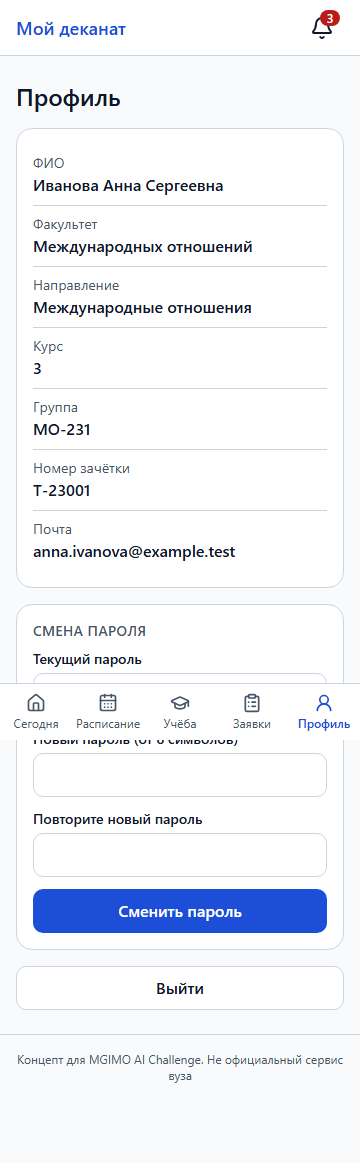 Мой деканат
3
Профиль
ФИО
Иванова Анна Сергеевна
Факультет
Международных отношений
Направление
Международные отношения
Курс
3
Группа
МО-231
Номер зачётки
Т-23001
Почта
anna.ivanova@example.test
СМЕНА ПАРОЛЯ
Текущий пароль
Сегодня
Расписание
Учёба
Заявки
Профиль
Новый пароль (от 8 символов)
Повторите новый пароль
Сменить пароль
Выйти
Концепт для MGIMO AI Challenge. Не официальный сервис
вуза